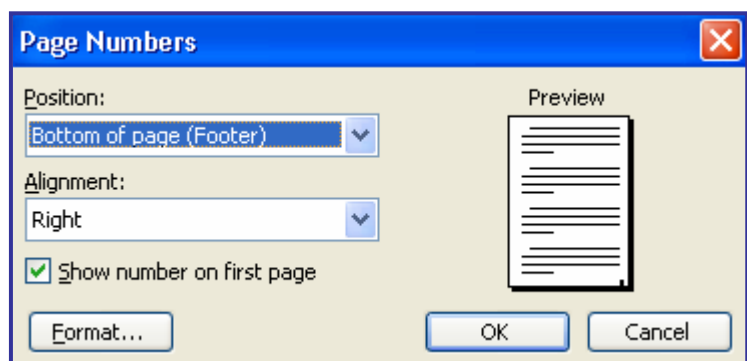 Page Numbers
Position:
Bottom of page (Footer)
Alignment:
Right
Show number on first page
Format...
Preview
OK
Cancel